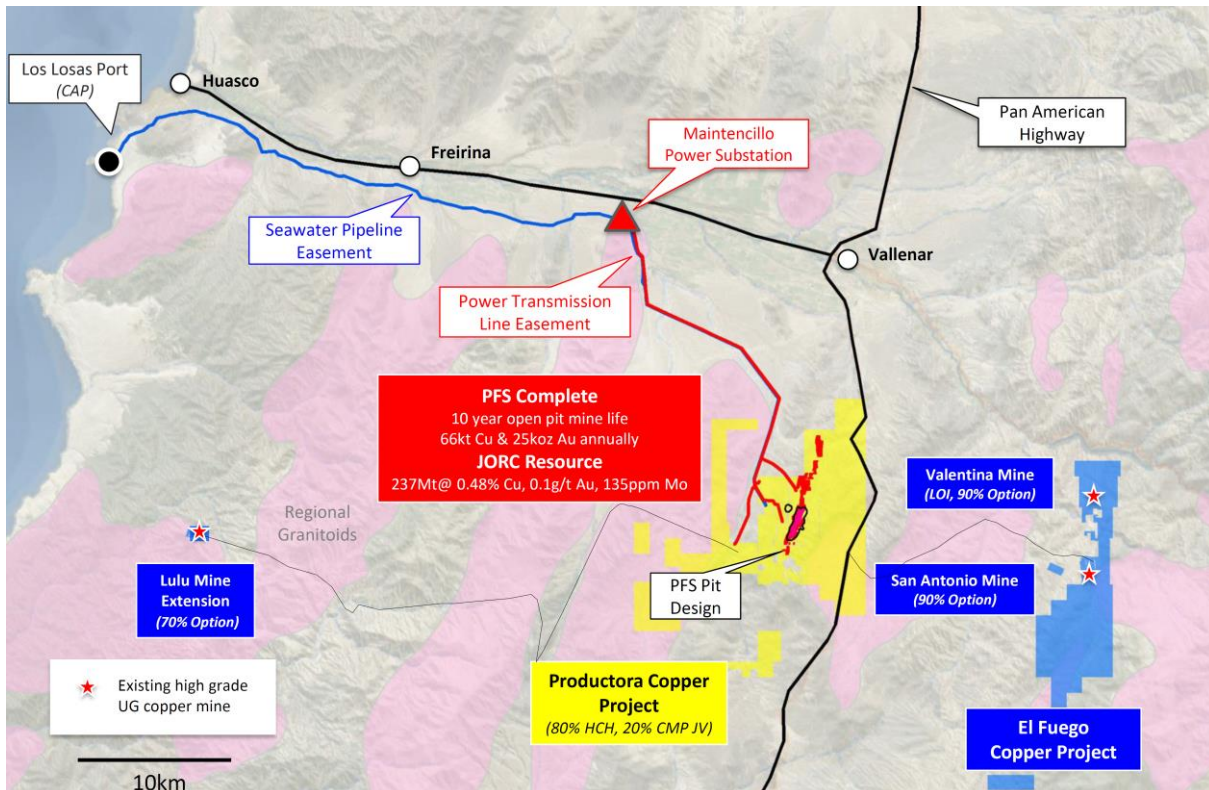 Los Losas Port
(CAP)
Huasco
Freirina
Maintencillo
Power Substation
Pan American
Highway
Seawater Pipeline
Easement
Vallenar
Power Transmission
Line Easement
PFS Complete
10 year open pit mine life
66kt Cu & 25koz Au annually
JORC Resource
237Mt@ 0.48% Cu, 0.1g/t Au, 135ppm Mo
Valentina Mine
(LOI, 90% Option)
Regional
Granitoids
Lulu Mine
Extension
(70% Option)
PFS Pit
Design
San Antonio Mine
(90% Option)
Existing high grade
UG copper mine
Productora Copper
Project
(80% HCH, 20% CMP JV)
El Fuego
Copper Project
10km